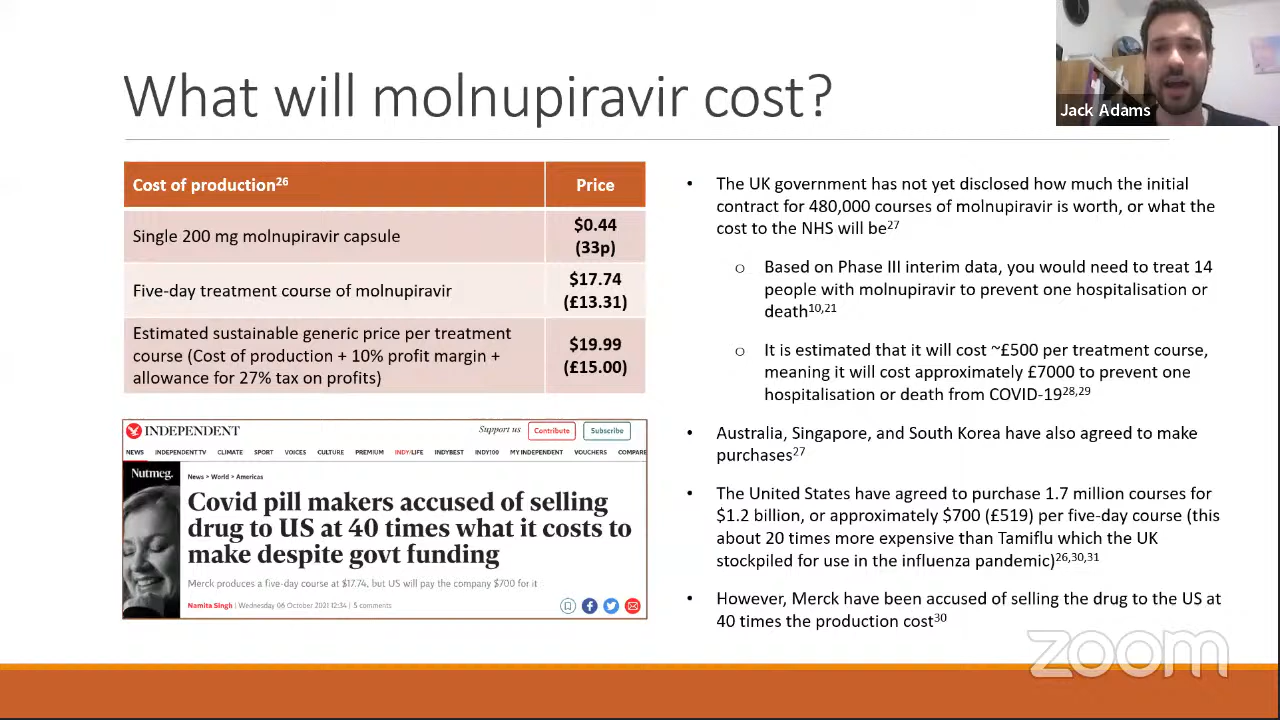 What will molnupiravir cost?
Jack Adams
Cost of production26
Price
Single 200 mg molnupiravir capsule
$0.44
(33p)
Five-day treatment course of molnupiravir
$17.74
(£13.31)
Estimated sustainable generic price per treatment
course (Cost of production + 10% profit margin +
allowance for 27% tax on profits)
$19.99
(£15.00)
INDEPENDENT
Support us
Contribute
Subscribe
NEWS INDEPENDENT TV CLIMATE SPORT VOICES CULTURE PREMIUM INDY/LIFE INDYBEST INDY100 MY INDEPENDENT VOUCHERS COMPARE
Nutmeg.
News > World > Americas
Covid pill makers accused of selling
drug to US at 40 times what it costs to
make despite govt funding
Merck produces a five-day course at $17.74, but US will pay the company $700 for it
Namita Singh | Wednesday 06 October 2021 12:34 | 5 comments
• The UK government has not yet disclosed how much the initial
contract for 480,000 courses of molnupiravir is worth, or what the
cost to the NHS will be27
o Based on Phase III interim data, you would need to treat 14
people with molnupiravir to prevent one hospitalisation or
death10,21
o It is estimated that it will cost ~£500 per treatment course,
meaning it will cost approximately £7000 to prevent one
hospitalisation or death from COVID-1928,29
• Australia, Singapore, and South Korea have also agreed to make
purchases27
• The United States have agreed to purchase 1.7 million courses for
$1.2 billion, or approximately $700 (£519) per five-day course (this
about 20 times more expensive than Tamiflu which the UK
stockpiled for use in the influenza pandemic)26,30,31
• However, Merck have been accused of selling the drug to the US at
40 times the production cost30
zoom